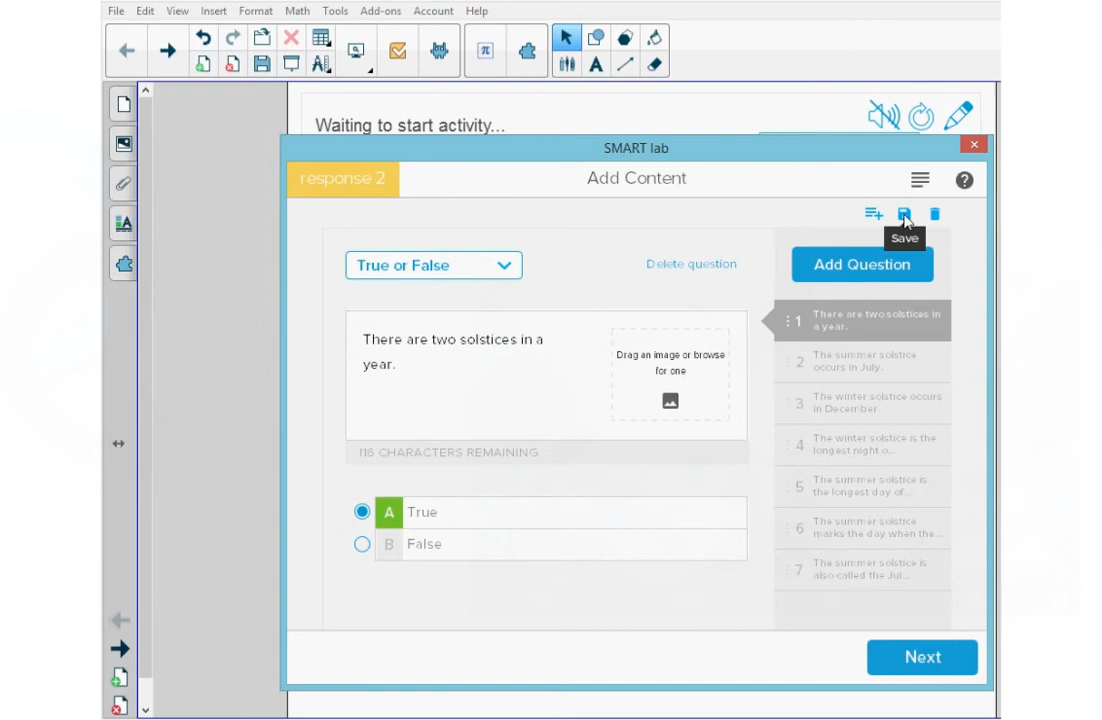 File Edit View Insert Format Math Tools Add-ons Account Help
Waiting to start activity...
SMART lab
response 2
Add Content
Save
True or False
Delete question
Add Question
There are two solstices in a
year.
Drag an image or browse
for one
116 CHARACTERS REMAINING
A True
B False
1 There are two solstices in
a year.
2 The summer solstice
occurs in July.
3 The winter solstice occurs
in December
4 The winter solstice is the
longest night o...
5 The summer solstice is
the longest day of...
6 The summer solstice
marks the day when the...
7 The summer solstice is
also called the Jul...
Next